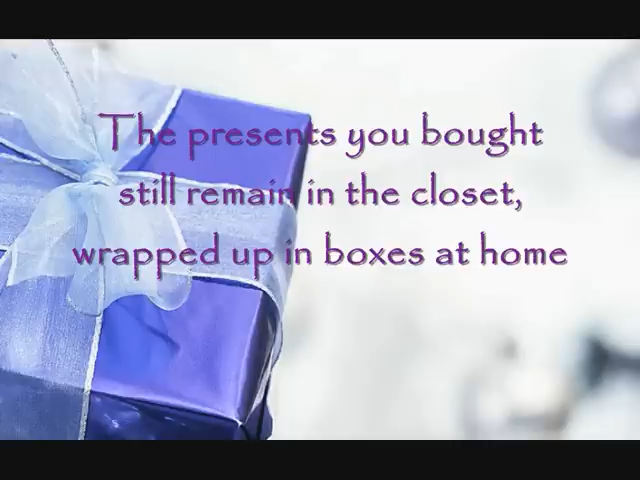 The presents you bought
still remain in the closet,
wrapped up in boxes at home